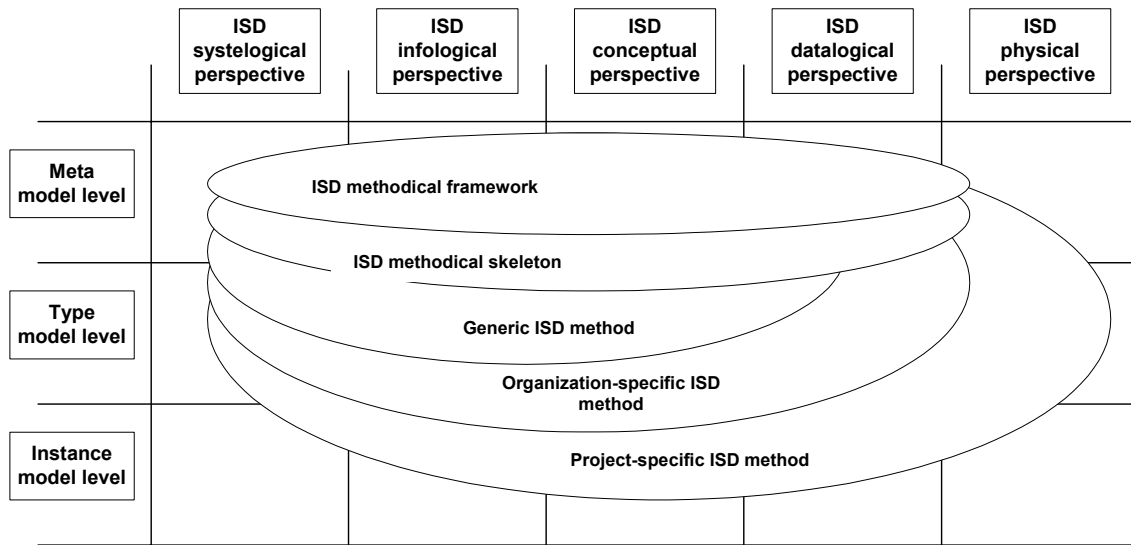 ISD
systelogical
perspective
ISD
infological
perspective
ISD
conceptual
perspective
ISD
datalogical
perspective
ISD
physical
perspective
Meta
model level
ISD methodical framework
ISD methodical skeleton
Type
model level
Generic ISD method
Organization-specific ISD
method
Instance
model level
Project-specific ISD method